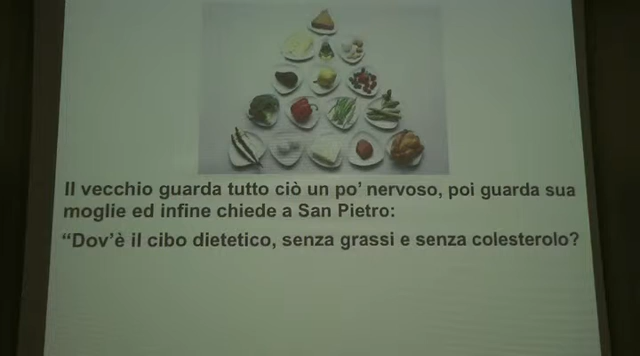 Il vecchio guarda tutto ciò un po' nervoso, poi guarda sua
moglie ed infine chiede a San Pietro:
“Dov'è il cibo dietetico, senza grassi e senza colesterolo?